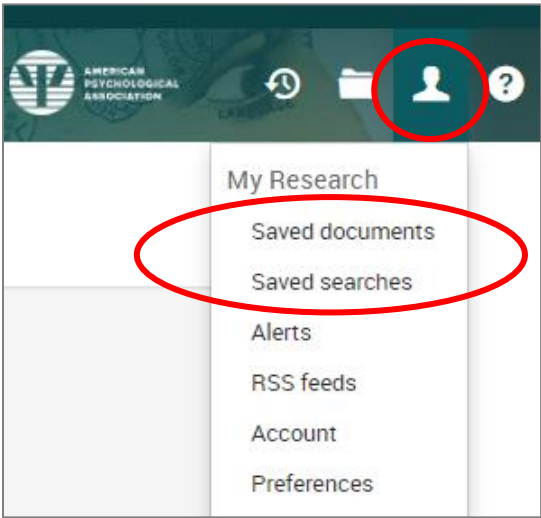 AMERICAN
PSYCHOLOGICAL
ASSOCIATION
?
My Research
Saved documents
Saved searches
Alerts
RSS feeds
Account
Preferences